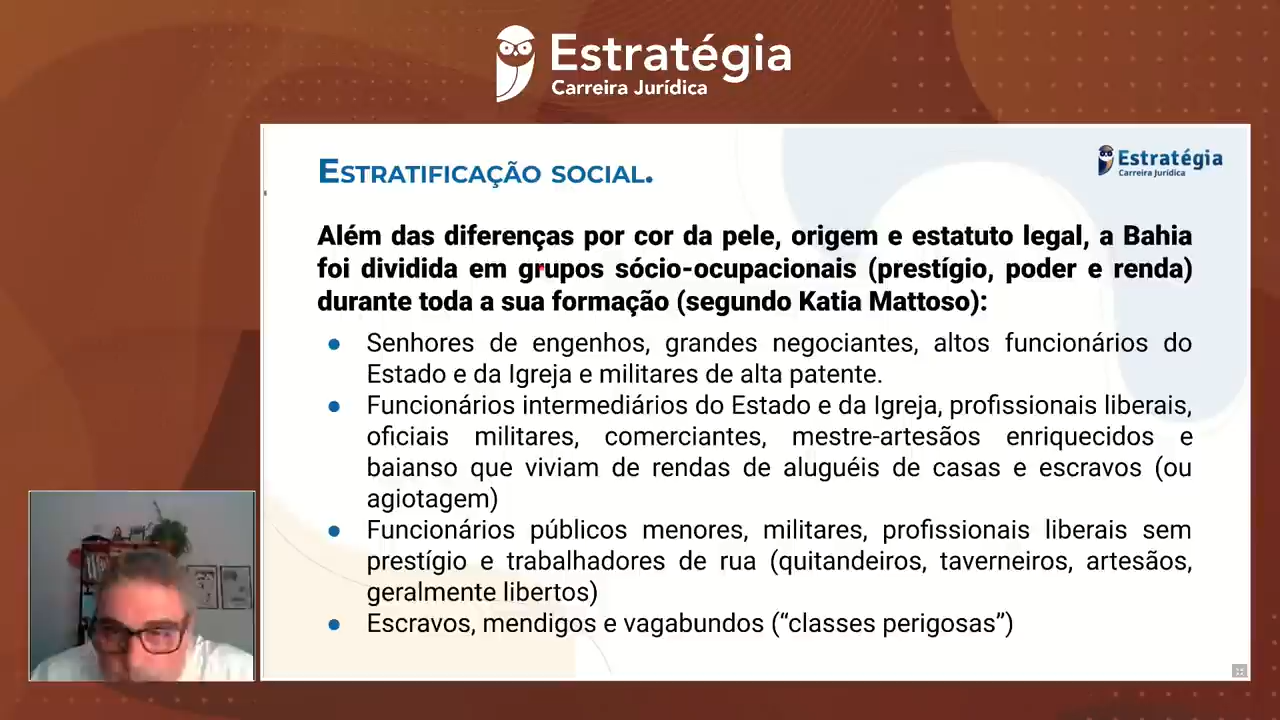 Estratégia
Carreira Jurídica
Estratificação social.
Estratégia
Carreira Jurídica
Além das diferenças por cor da pele, origem e estatuto legal, a Bahia
foi dividida em grupos sócio-ocupacionais (prestígio, poder e renda)
durante toda a sua formação (segundo Katia Mattoso):
● Senhores de engenhos, grandes negociantes, altos funcionários do
Estado e da Igreja e militares de alta patente.
● Funcionários intermediários do Estado e da Igreja, profissionais liberais,
oficiais militares, comerciantes, mestre-artesãos enriquecidos e
baianso que viviam de rendas de aluguéis de casas e escravos (ou
agiotagem)
● Funcionários públicos menores, militares, profissionais liberais sem
prestígio e trabalhadores de rua (quitandeiros, taverneiros, artesãos,
geralmente libertos)
● Escravos, mendigos e vagabundos (“classes perigosas”)